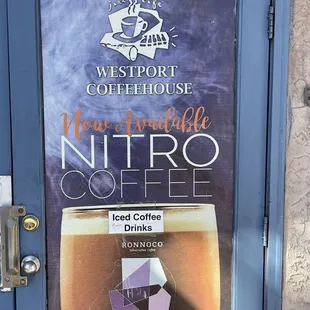 WESTPORT
COFFEEHOUSE
Now Available
NITRO
COFFEE
Iced Coffee
Drinks
RONNOCO